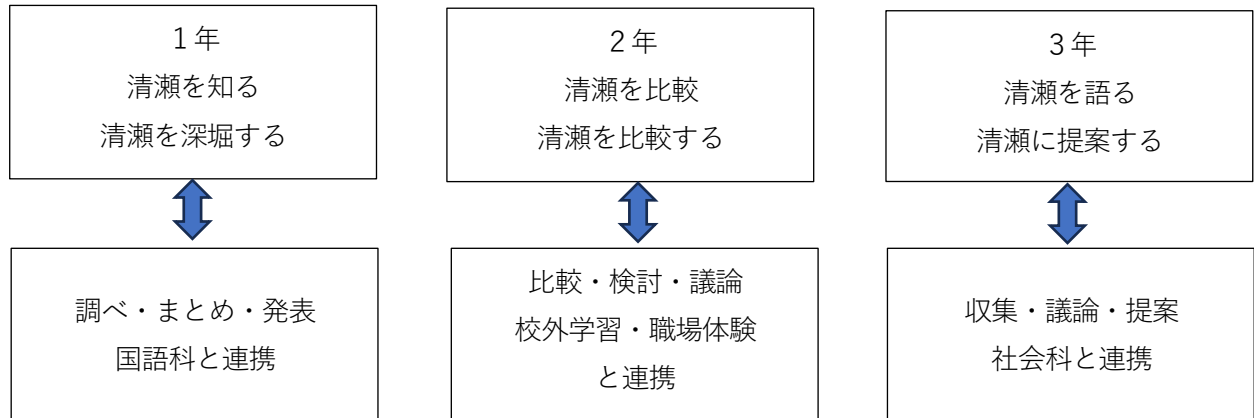 1年
清瀬を知る
清瀬を深堀する
2年
清瀬を比較
清瀬を比較する
3年
清瀬を語る
清瀬に提案する
調べ・まとめ・発表
国語科と連携
比較・検討・議論
校外学習・職場体験
と連携
収集・議論・提案
社会科と連携